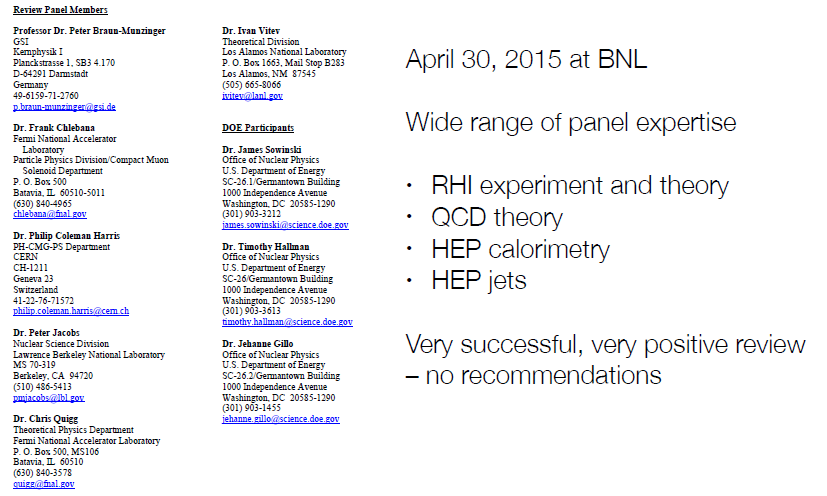 Review Panel Members
Professor Dr. Peter Braun-Munzinger
GSI
Kernphysik I
Planckstrasse 1, SB3 4.170
D-64291 Darmstadt
Germany
49-6159-71-2760
p.braun-munzinger@gsi.de
Dr. Frank Chlebana
Fermi National Accelerator
Laboratory
Particle Physics Division/Compact Muon
Solenoid Department
P. O. Box 500
Batavia, IL 60510-5011
(630) 840-4965
chlebana@fnal.gov
Dr. Philip Coleman Harris
PH-CMG-PS Department
CERN
CH-1211
Geneva 23
Switzerland
41-22-76-71572
philip.coleman.harris@cern.ch
Dr. Peter Jacobs
Nuclear Science Division
Lawrence Berkeley National Laboratory
MS 70-319
Berkeley, CA 94720
(510) 486-5413
pmjacobs@lbl.gov
Dr. Chris Quigg
Theoretical Physics Department
Fermi National Accelerator Laboratory
P. O. Box 500, MS106
Batavia, IL 60510
(630) 840-3578
quigg@fnal.gov
Dr. Ivan Vitev
Theoretical Division
Los Alamos National Laboratory
P. O. Box 1663, Mail Stop B283
Los Alamos, NM 87545
(505) 665-8066
ivitev@lanl.gov
DOE Participants
Dr. James Sowinski
Office of Nuclear Physics
U.S. Department of Energy
SC-26.1/Germantown Building
1000 Independence Avenue
Washington, DC 20585-1290
(301) 903-3212
james.sowinski@science.doe.gov
Dr. Timothy Hallman
Office of Nuclear Physics
U.S. Department of Energy
SC-26/Germantown Building
1000 Independence Avenue
Washington, DC 20585-1290
(301) 903-3613
timothy.hallman@science.doe.gov
Dr. Jehanne Gillo
Office of Nuclear Physics
U.S. Department of Energy
SC-26.2/Germantown Building
1000 Independence Avenue
Washington, DC 20585-1290
(301) 903-1455
jehanne.gillo@science.doe.gov
April 30, 2015 at BNL
Wide range of panel expertise
• RHI experiment and theory
• QCD theory
• HEP calorimetry
• HEP jets
Very successful, very positive review
– no recommendations